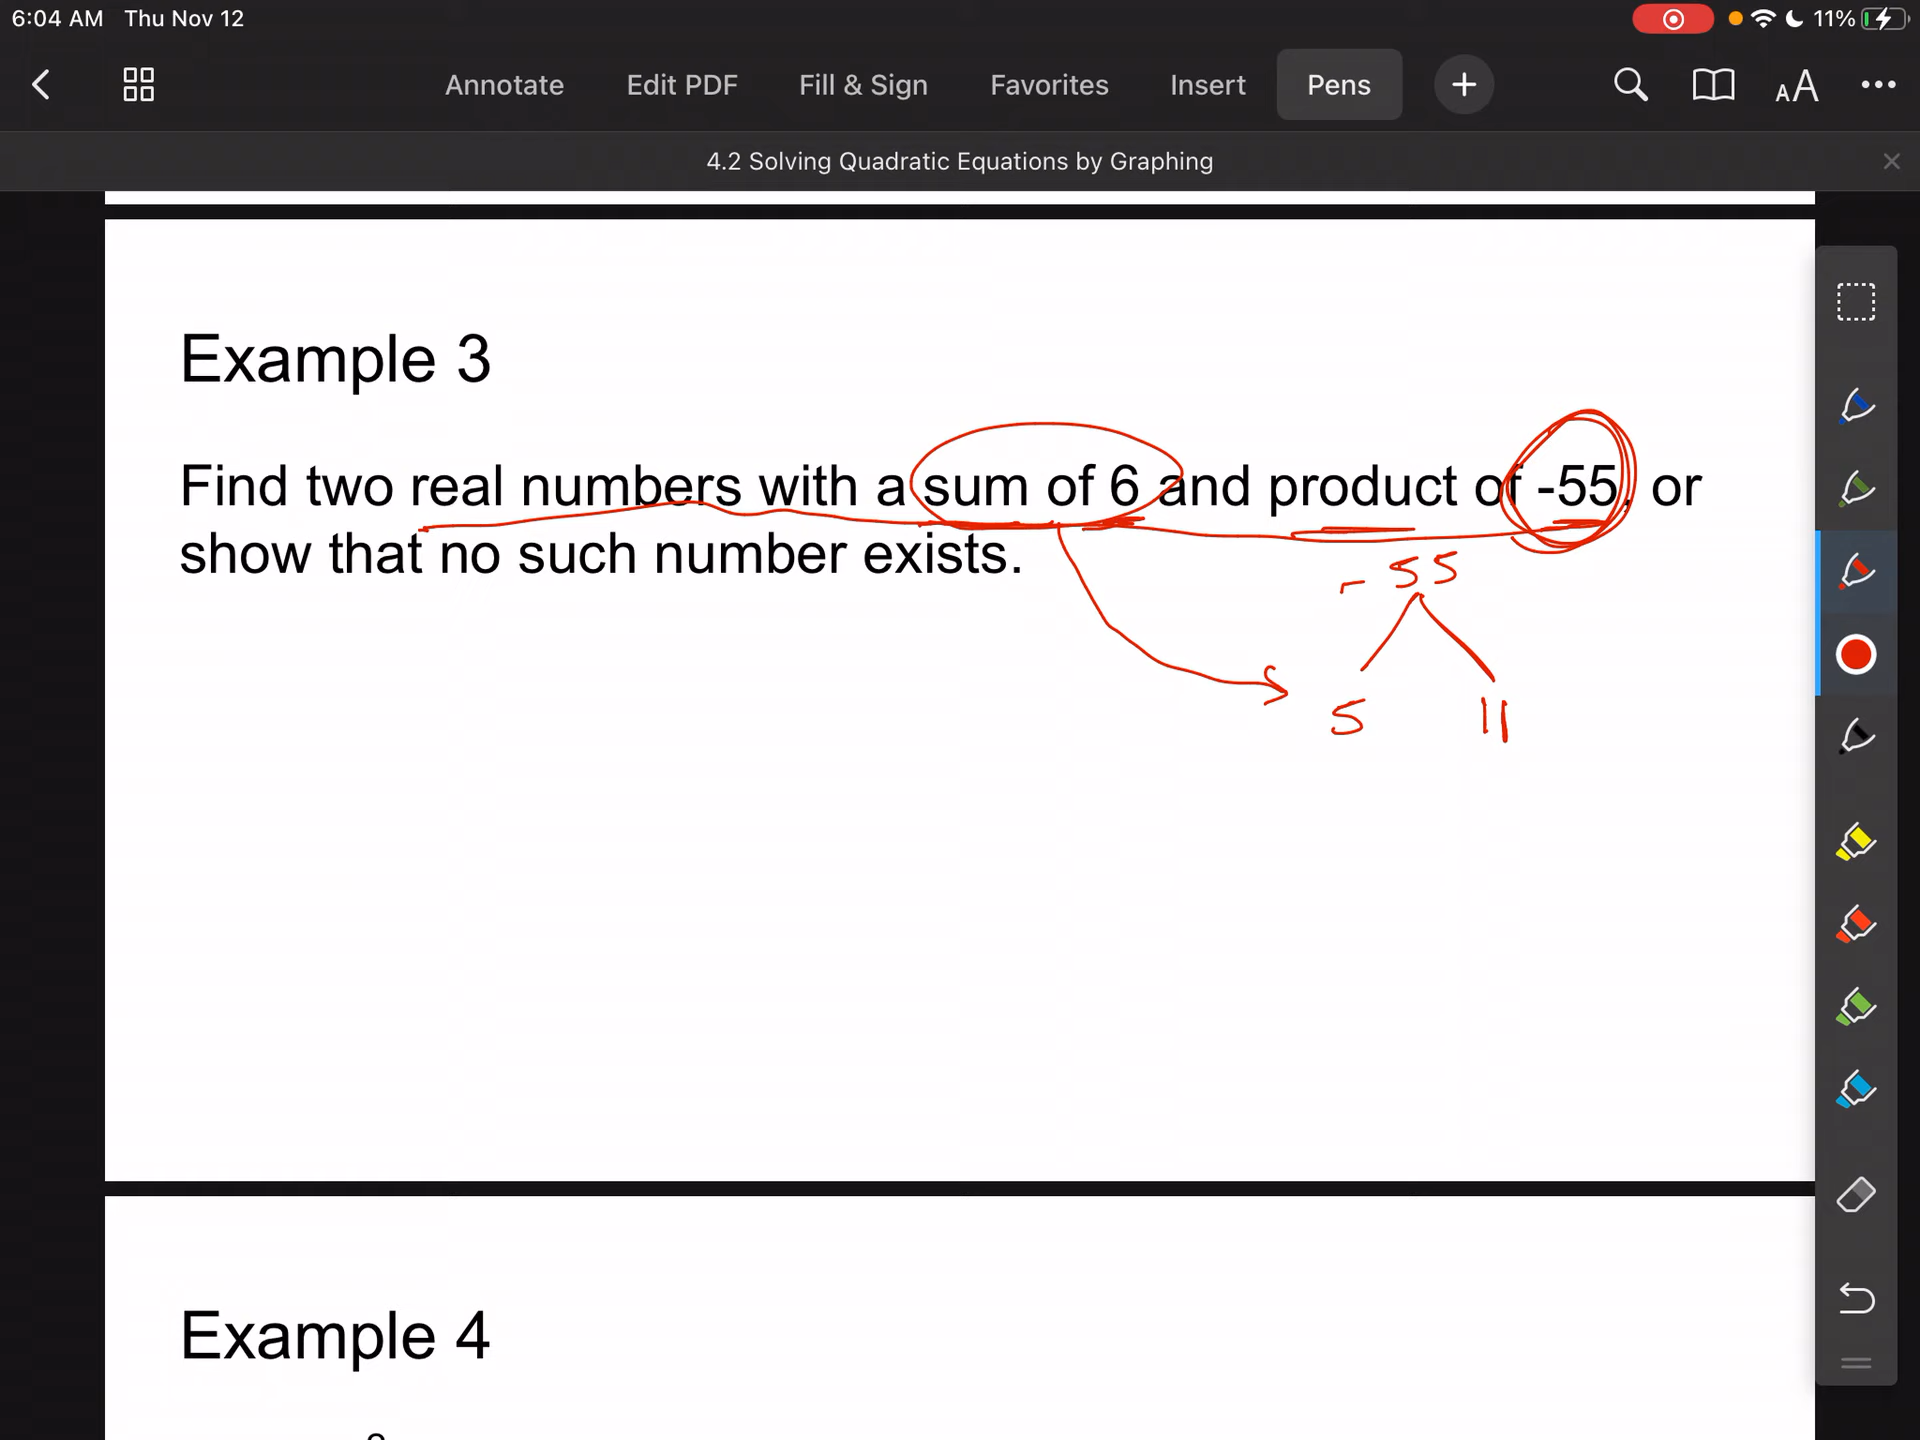 6:04 AM Thu Nov 12 11%
Annotate Edit PDF Fill & Sign Favorites Insert Pens + AA
4.2 Solving Quadratic Equations by Graphing
Example 3
Find two real numbers with a sum of 6 and product of -55, or
show that no such number exists.
- 55
5 11
Example 4